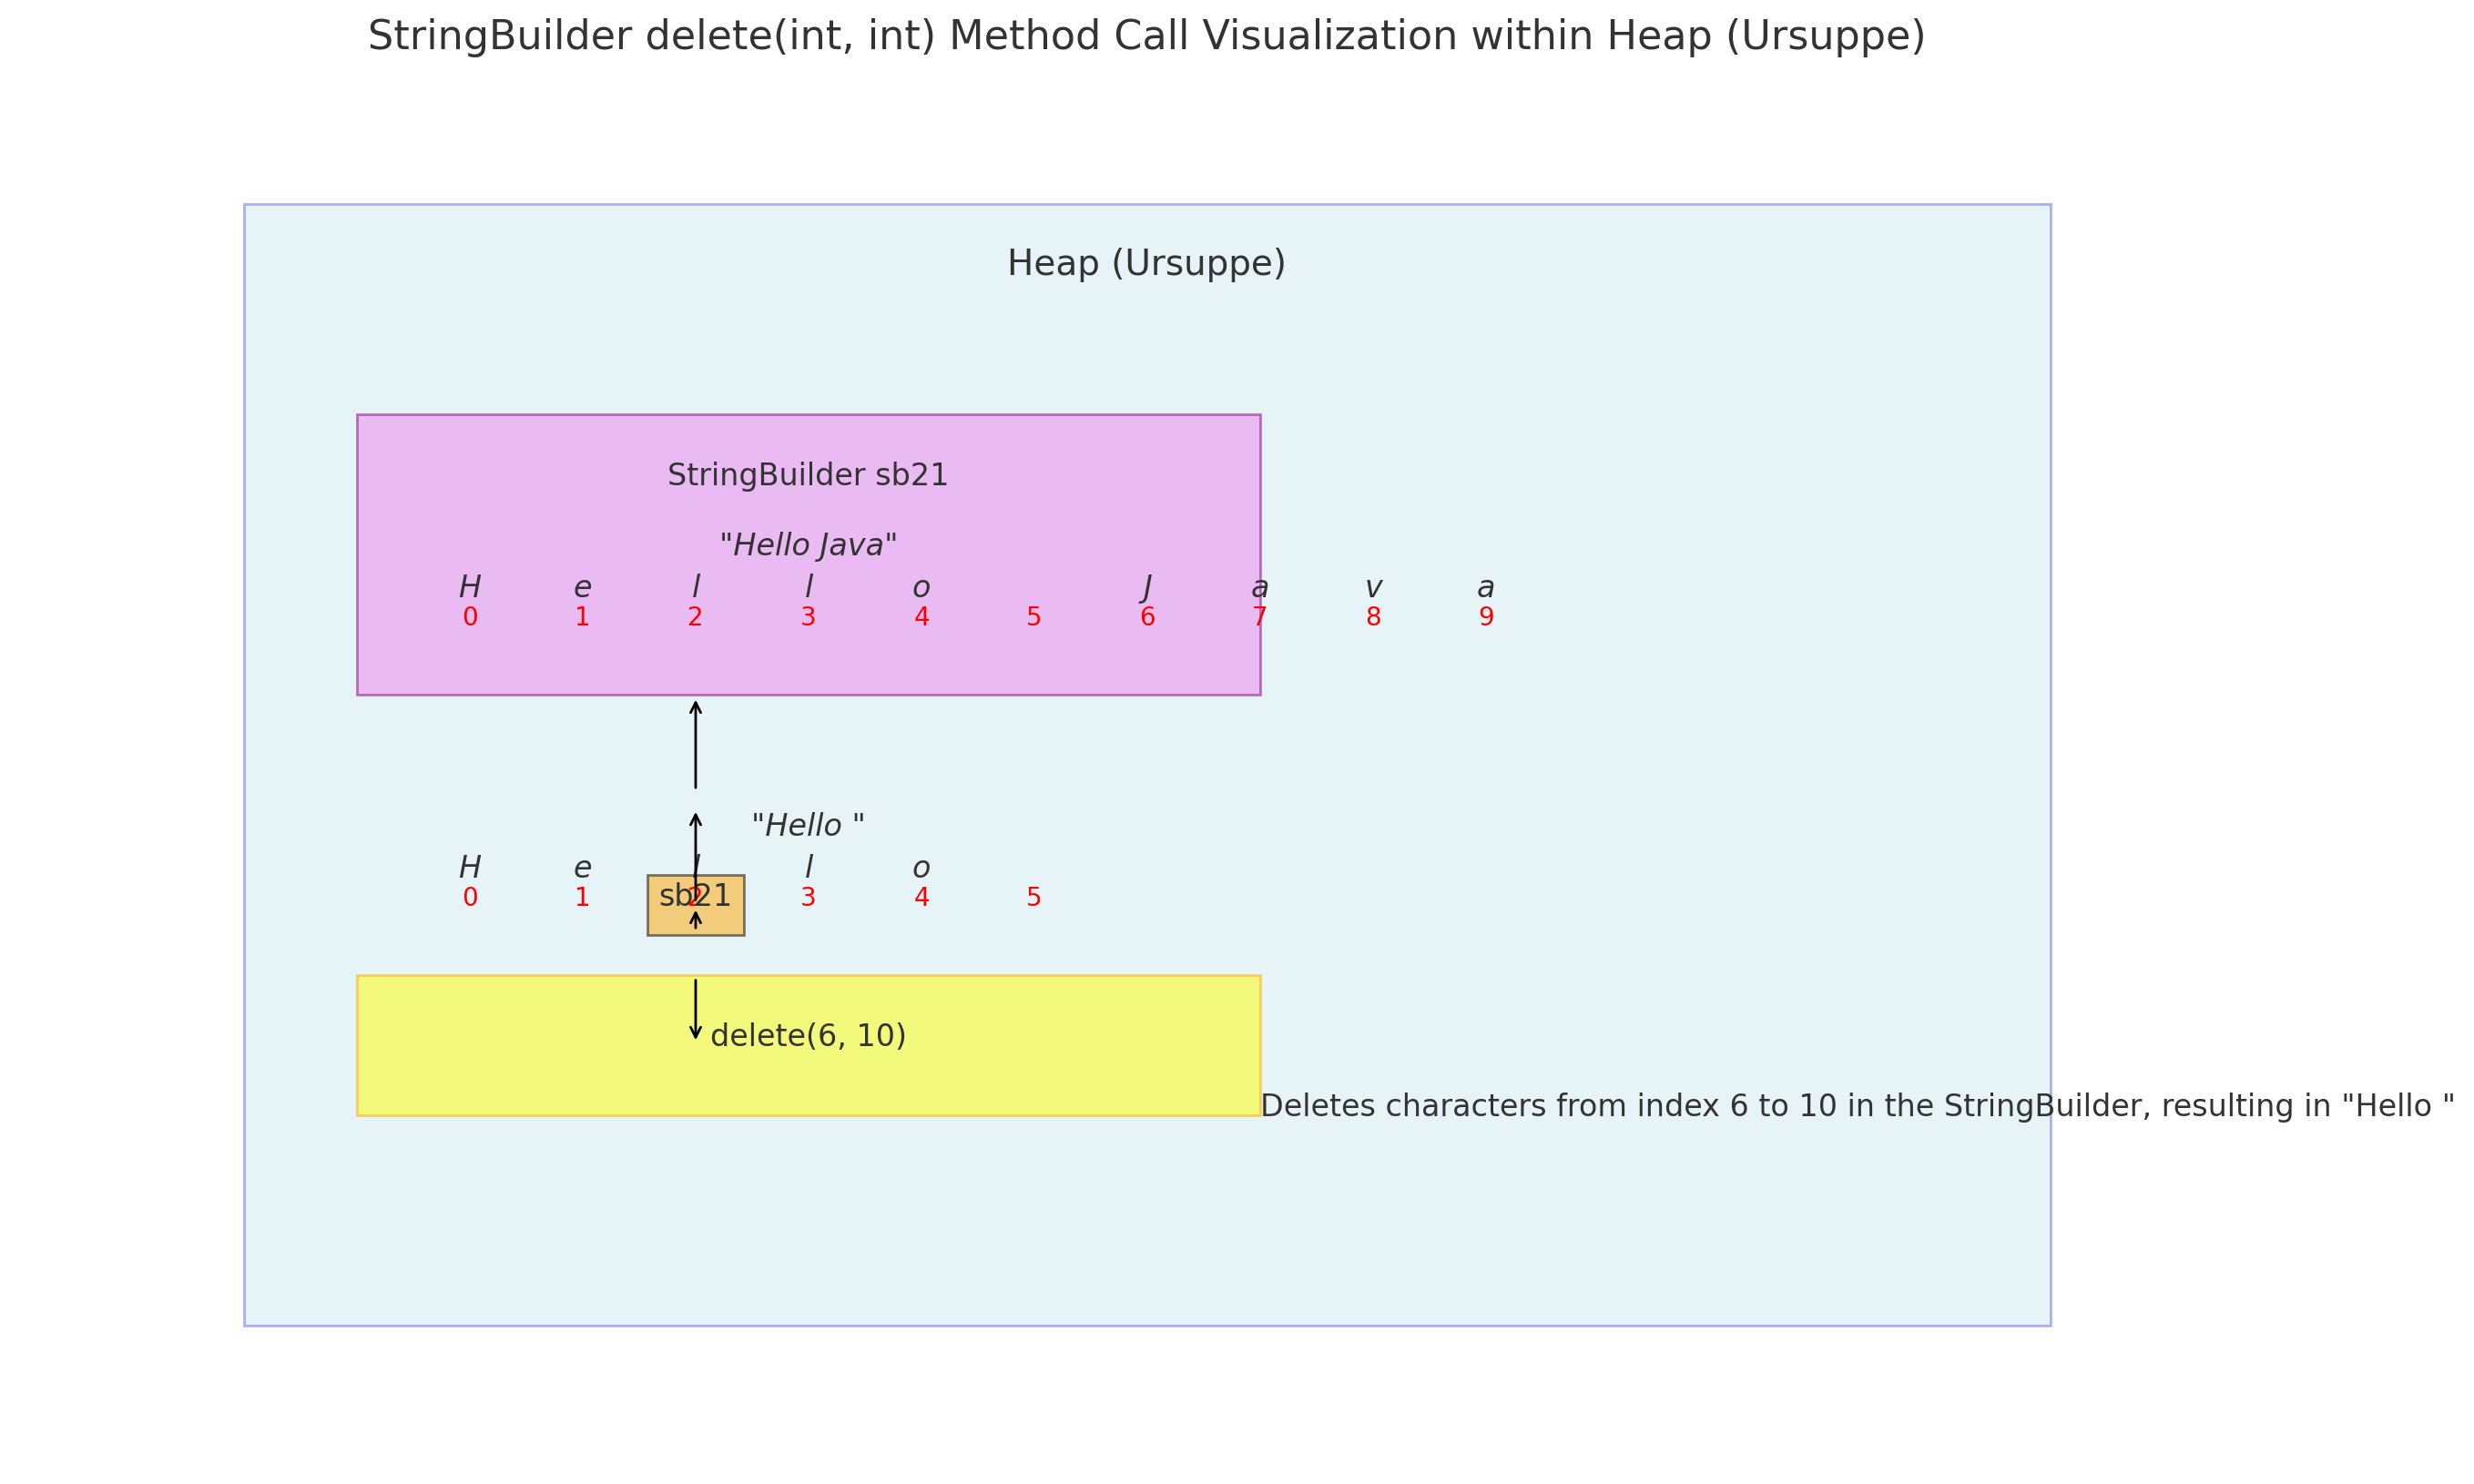 StringBuilder delete(int, int) Method Call Visualization within Heap (Ursuppe)
Heap (Ursuppe)
StringBuilder sb21
"Hello Java"
H e l l o J a v a
0 1 2 3 4 5 6 7 8 9
"Hello "
H e l l o
0 1 2 3 4 5
sb21
delete(6, 10)
Deletes characters from index 6 to 10 in the StringBuilder, resulting in "Hello "